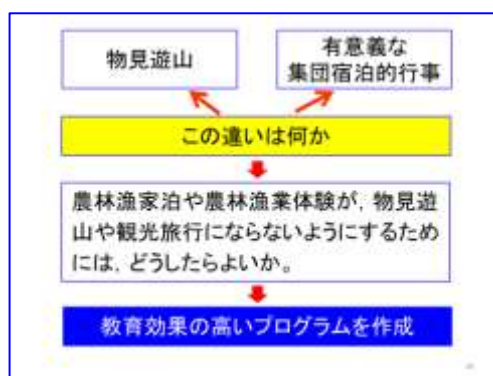 物見遊山
有意義な
集団宿泊的行事
この違いは何か
農林漁家泊や農林漁業体験が，物見遊
山や観光旅行にならないようにするため
には，どうしたらよいか。
教育効果の高いプログラムを作成